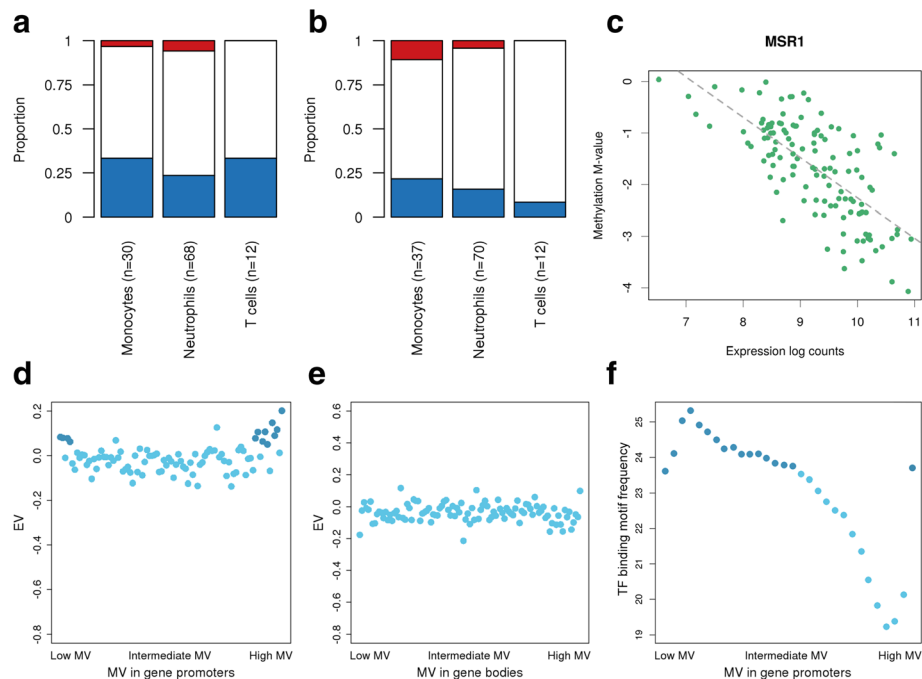 a
1
0.75
0.5
0.25
0
Proportion
Monocytes (n=30)
Neutrophils (n=68)
T cells (n=12)
b
1
0.75
0.5
0.25
0
Proportion
Monocytes (n=37)
Neutrophils (n=70)
T cells (n=12)
c
MSR1
0
-1
-2
-3
-4
Methylation M-value
7 8 9 10 11
Expression log counts
d
0.2
0.0
-0.2
-0.4
-0.6
-0.8
EV
Low MV Intermediate MV High MV
MV in gene promoters
e
0.6
0.4
0.2
0.0
-0.2
-0.4
-0.6
-0.8
EV
Low MV Intermediate MV High MV
MV in gene bodies
f
25
24
23
22
21
20
19
TF binding motif frequency
Low MV Intermediate MV High MV
MV in gene promoters